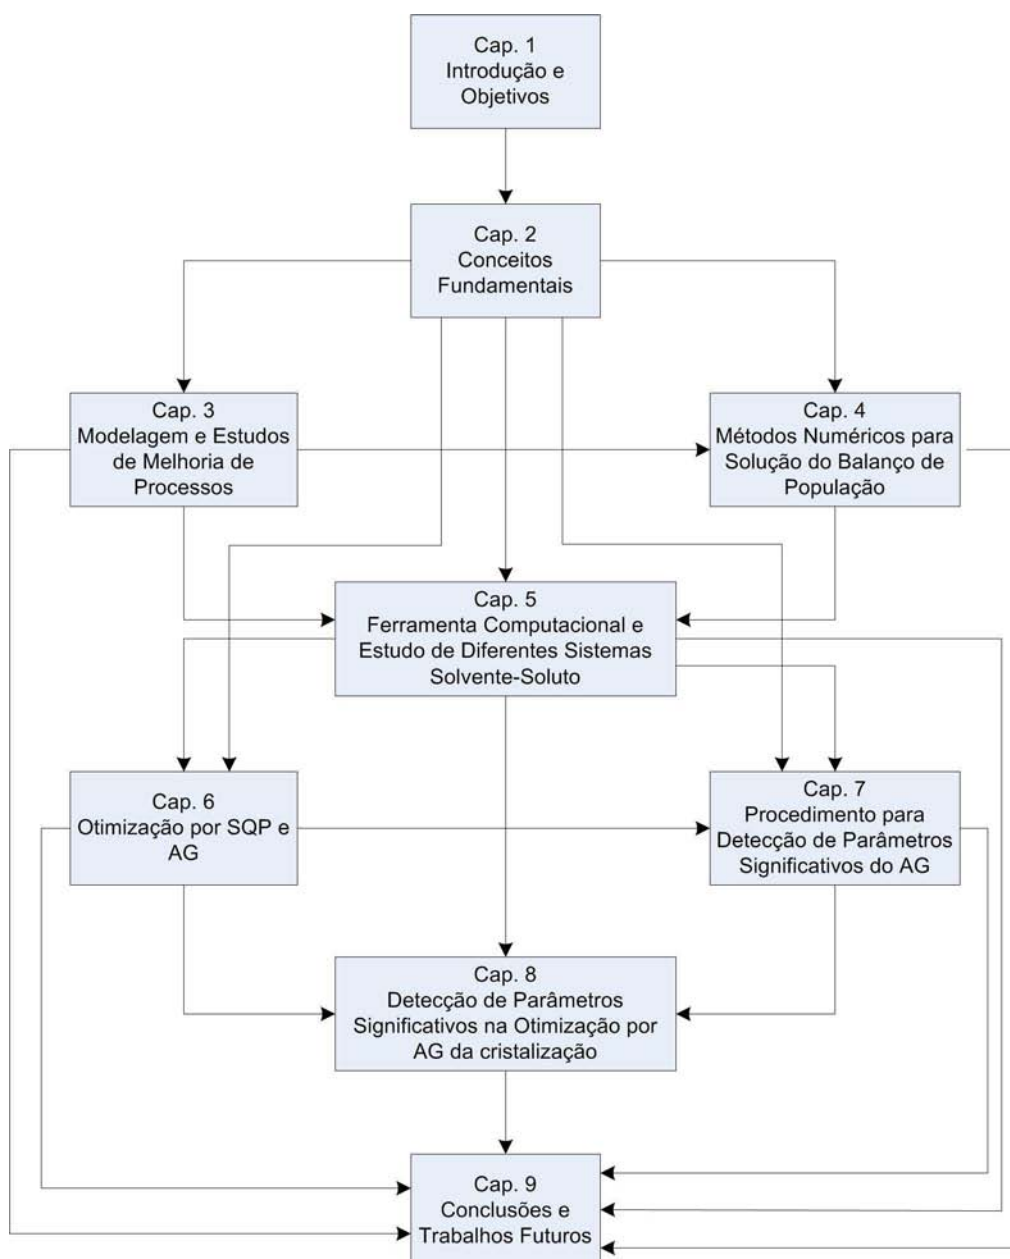 Cap. 1
Introdução e
Objetivos
Cap. 2
Conceitos
Fundamentais
Cap. 3
Modelagem e Estudos
de Melhoria de
Processos
Cap. 4
Métodos Numéricos para
Solução do Balanço de
População
Cap. 5
Ferramenta Computacional e
Estudo de Diferentes Sistemas
Solvente-Soluto
Cap. 6
Otimização por SQP e
AG
Cap. 7
Procedimento para
Detecção de Parâmetros
Significativos do AG
Cap. 8
Detecção de Parâmetros
Significativos na Otimização por
AG da cristalização
Cap. 9
Conclusões e
Trabalhos Futuros